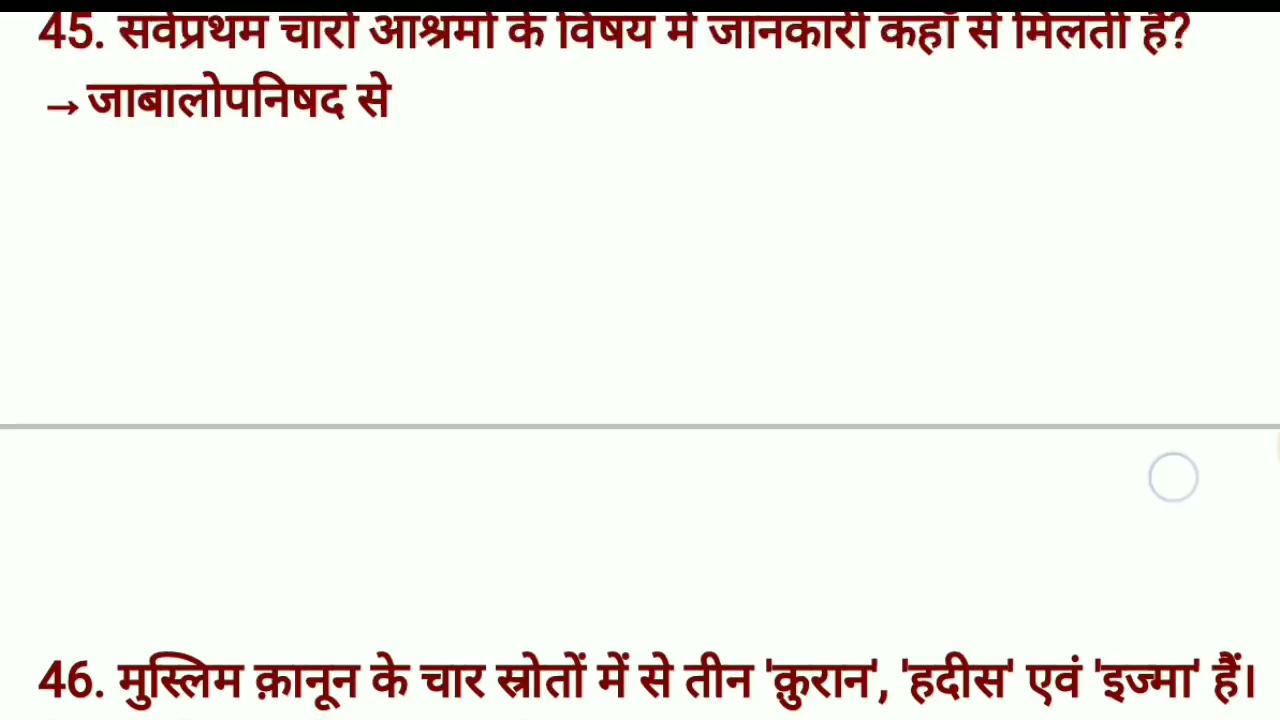 45. सर्वप्रथम चारों आश्रमों के विषय में जानकारी कहाँ से मिलती है?
→जाबालोपनिषद से
46. मुस्लिम क़ानून के चार स्रोतों में से तीन 'क़ुरान', 'हदीस' एवं 'इज्मा' हैं।